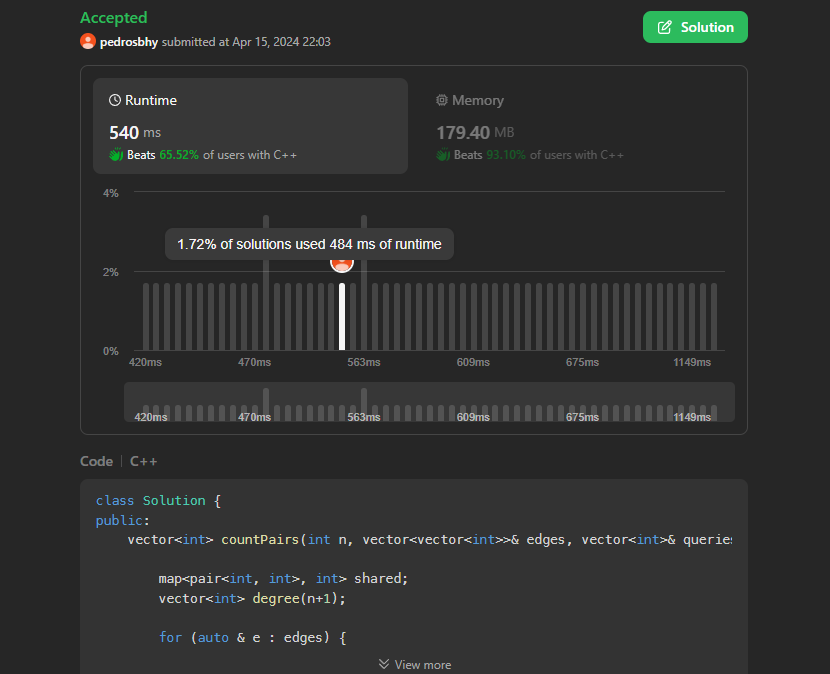 Accepted
pedrosbhy submitted at Apr 15, 2024 22:03
Solution
Runtime
540 ms
Beats 65.52% of users with C++
Memory
179.40 MB
Beats 93.10% of users with C++
4%
1.72% of solutions used 484 ms of runtime
2%
0%
420ms 470ms 563ms 609ms 675ms 1149ms
420ms 470ms 563ms 609ms 675ms 1149ms
Code | C++
class Solution {
public:
vector<int> countPairs(int n, vector<vector<int>>& edges, vector<int>& queries
map<pair<int, int>, int> shared;
vector<int> degree(n+1);
for (auto & e : edges) {
View more